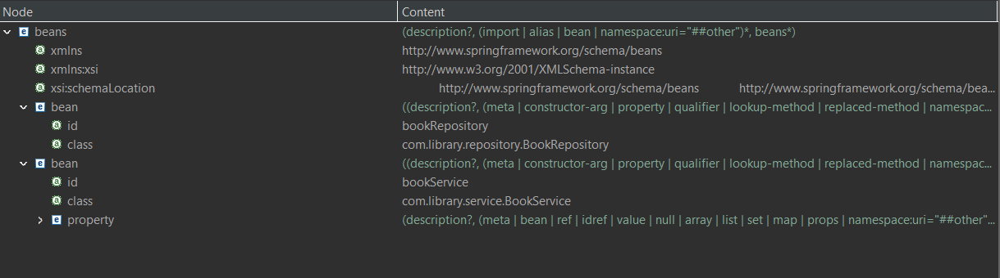 Node Content
beans (description?, (import | alias | bean | namespace:uri="##other")*, beans*)
xmlns http://www.springframework.org/schema/beans
xmlns:xsi http://www.w3.org/2001/XMLSchema-instance
xsi:schemaLocation http://www.springframework.org/schema/beans http://www.springframework.org/schema/bea...
bean ((description?, (meta | constructor-arg | property | qualifier | lookup-method | replaced-method | namespac...
id bookRepository
class com.library.repository.BookRepository
bean ((description?, (meta | constructor-arg | property | qualifier | lookup-method | replaced-method | namespac...
id bookService
class com.library.service.BookService
property (description?, (meta | bean | ref | idref | value | null | array | list | set | map | props | namespace:uri="##other"...